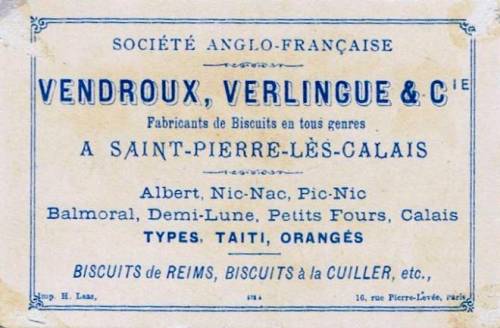 SOCIÉTÉ ANGLO-FRANÇAISE
VENDROUX, VERLINGUE & CIE
Fabricants de Biscuits en tous genres
A SAINT-PIERRE-LÈS-CALAIS
Albert, Nic-Nac, Pic-Nic
Balmoral, Demi-Lune, Petits Fours, Calais
TYPES, TAITI, ORANGÉS
BISCUITS de REIMS, BISCUITS à la CUILLER, etc.,
Imp. H. Laas, 16, rue Pierre-Levée, Paris